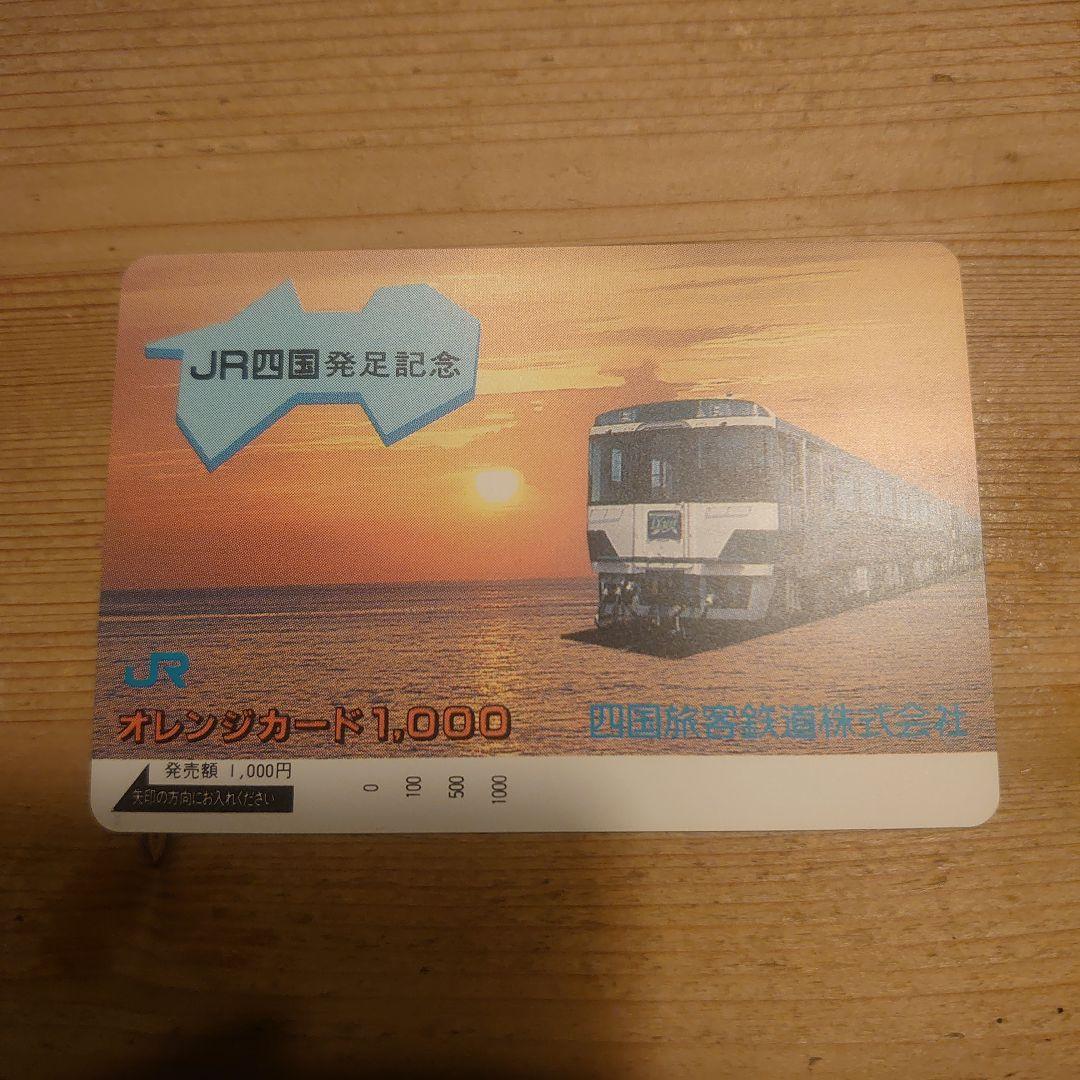 JR四国発足記念
JR
オレンジカード1,000
四国旅客鉄道株式会社
発売額 1,000円
矢印の方向にお入れください
0 100 500 1000